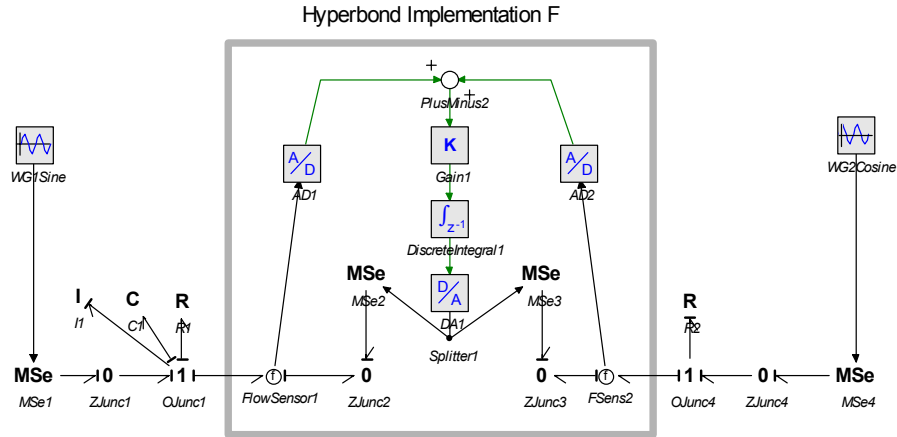 Hyperbond Implementation F
+
+
PlusMinus2
WG1Sine
A/D
AD1
K
Gain1
A/D
AD2
WG2Cosine
∫z-1
DiscreteIntegral1
MSe
MSe2
D/A
DA1
MSe
MSe3
I
I1
C
C1
R
R1
R
R2
Splitter1
MSe
MSe1
0
ZJunc1
1
OJunc1
f
FlowSensor1
0
ZJunc2
0
ZJunc3
f
FSens2
1
OJunc4
0
ZJunc4
MSe
MSe4